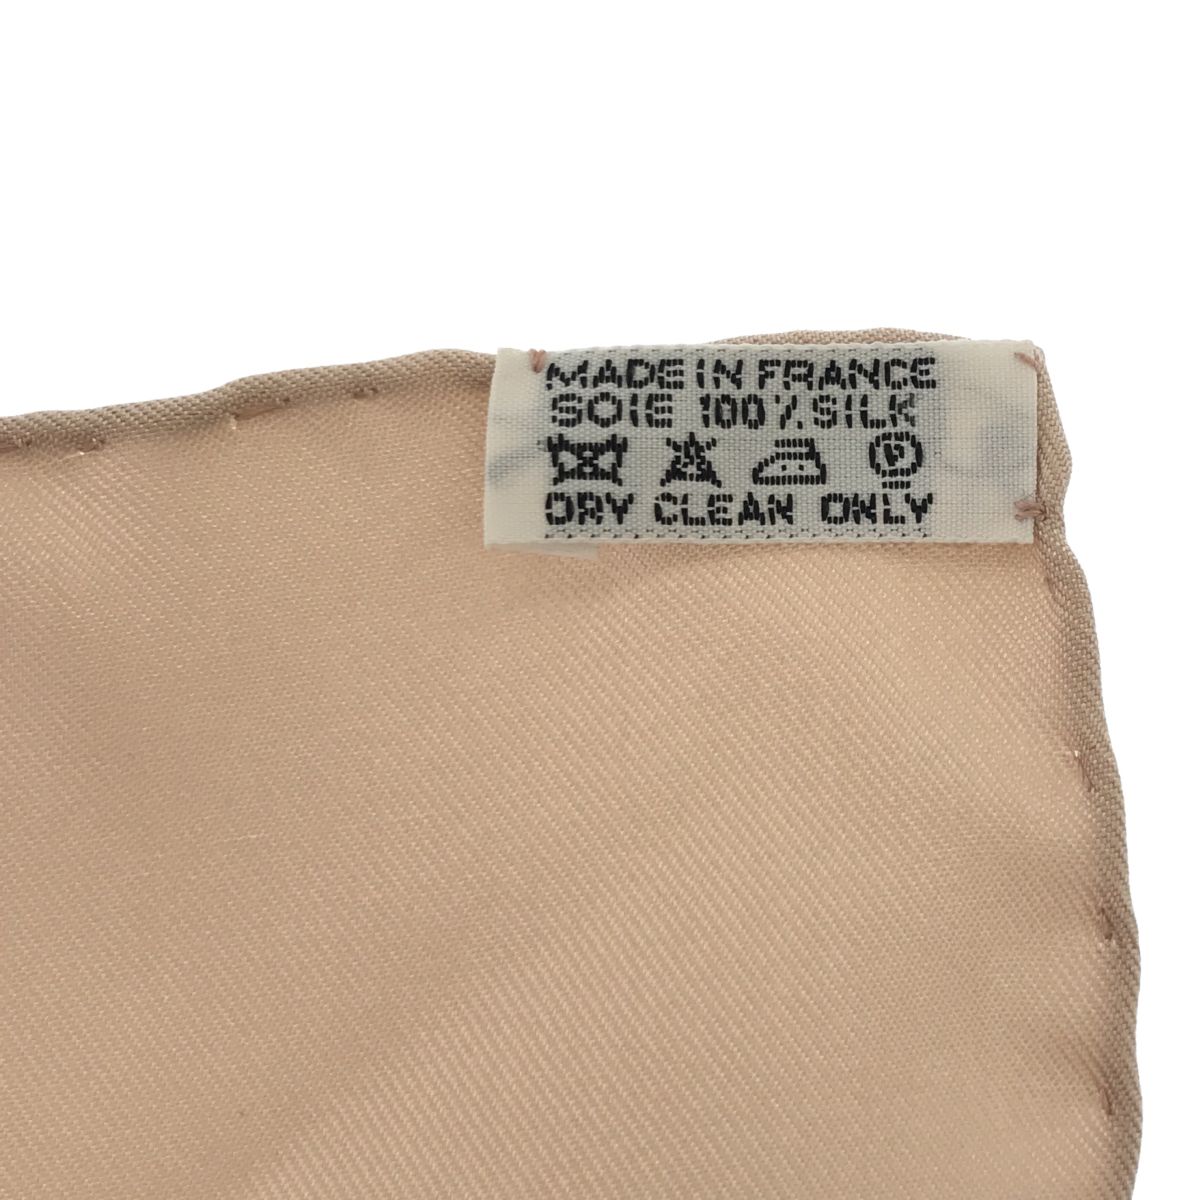 MADE IN FRANCE
SOIE 100% SILK
P
DRY CLEAN ONLY